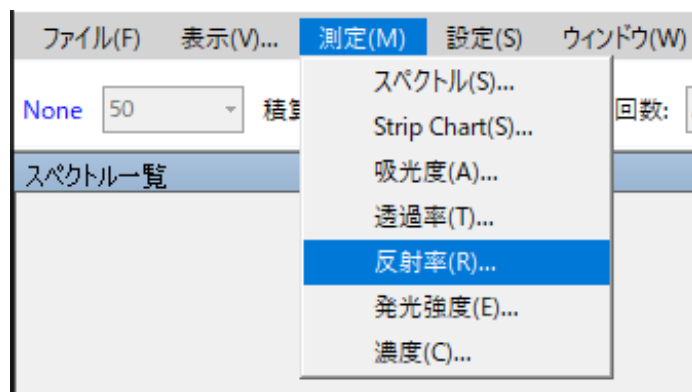 ファイル(F) 表示(V)... 測定(M) 設定(S) ウィンドウ(W)
None 50 積 回数:
スペクトル一覧
スペクトル(S)...
Strip Chart(S)...
吸光度(A)...
透過率(T)...
反射率(R)...
発光強度(E)...
濃度(C)...